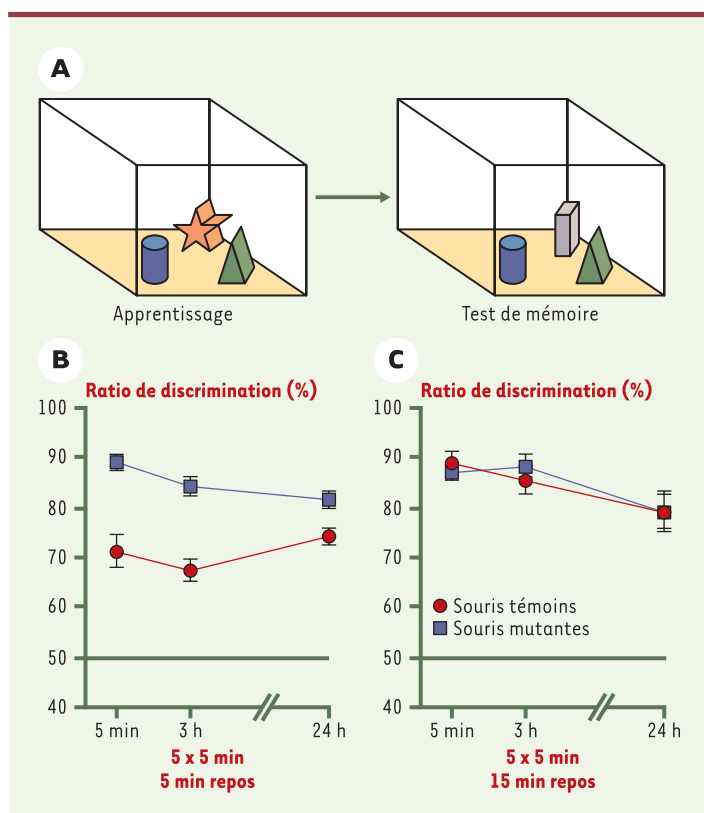 A
Apprentissage
Test de mémoire
B
Ratio de discrimination (%)
100
90
80
70
60
50
40
5 min
3 h
24 h
5 x 5 min
5 min repos
C
Ratio de discrimination (%)
100
90
80
70
60
50
40
Souris témoins
Souris mutantes
5 min
3 h
24 h
5 x 5 min
15 min repos